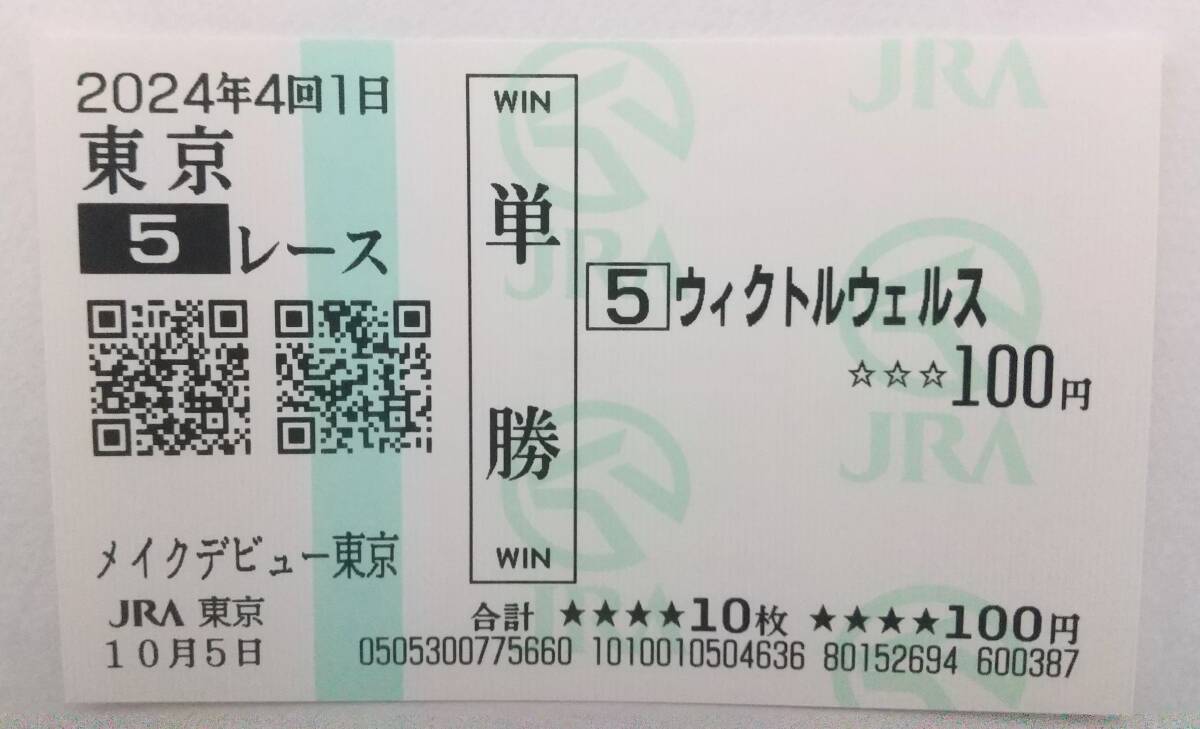 2024年4回1日
東京
5レース
メイクデビュー東京
JRA 東京
10月5日
WIN
単勝
WIN
5 ウィクトルウェルス
☆☆☆100円
合計 ★★★★10枚 ★★★★100円
0505300775660 1010010504636 80152694 600387
JRA
JRA
JRA
JRA